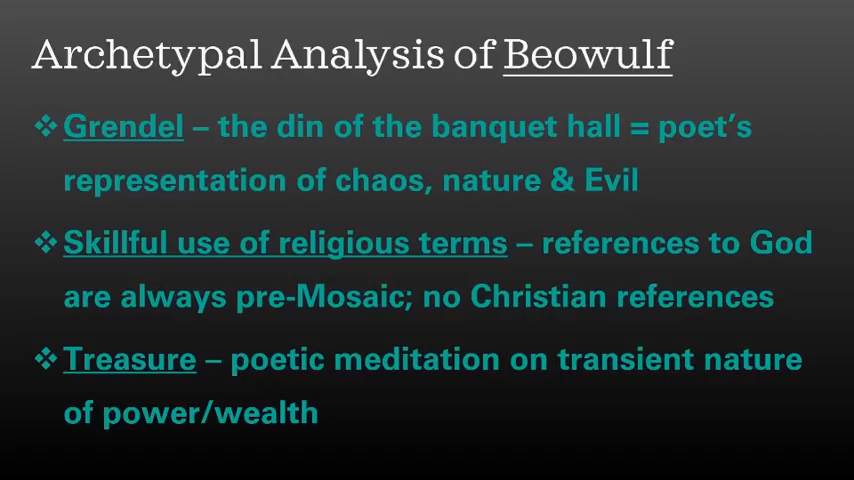 Archetypal Analysis of Beowulf
❖ Grendel – the din of the banquet hall = poet’s
representation of chaos, nature & Evil
❖ Skillful use of religious terms – references to God
are always pre-Mosaic; no Christian references
❖ Treasure – poetic meditation on transient nature
of power/wealth